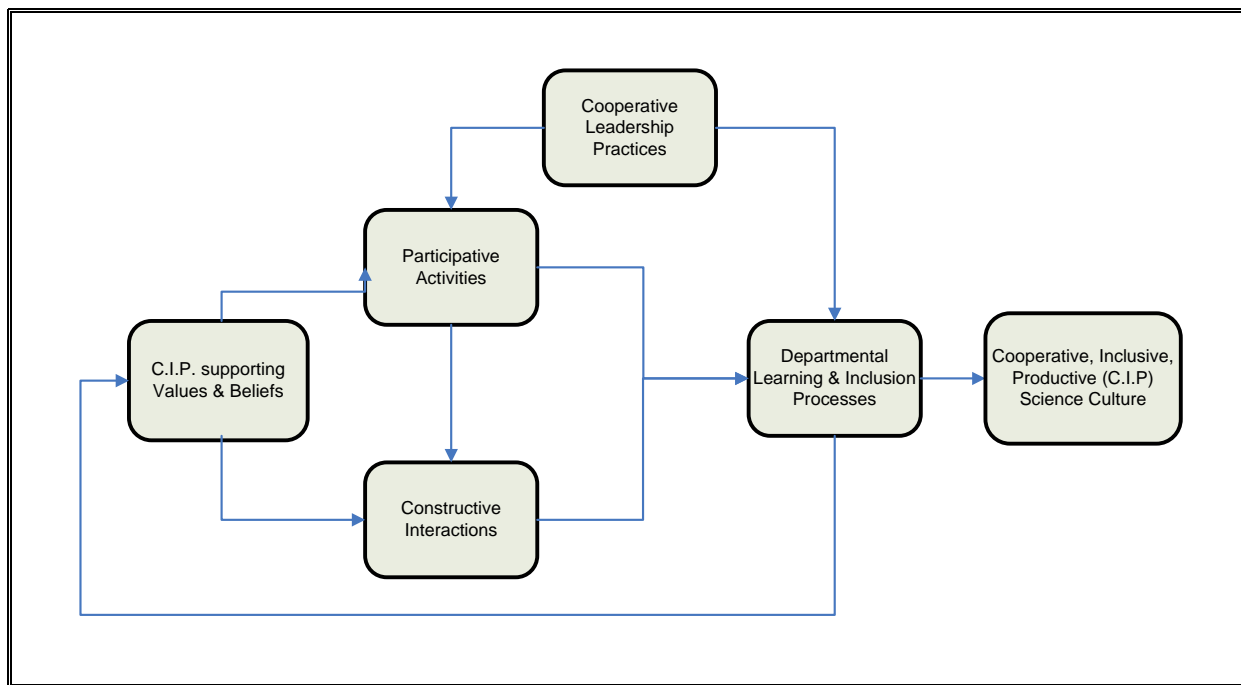 Cooperative
Leadership
Practices
Participative
Activities
C.I.P. supporting
Values & Beliefs
Departmental
Learning & Inclusion
Processes
Cooperative, Inclusive,
Productive (C.I.P)
Science Culture
Constructive
Interactions